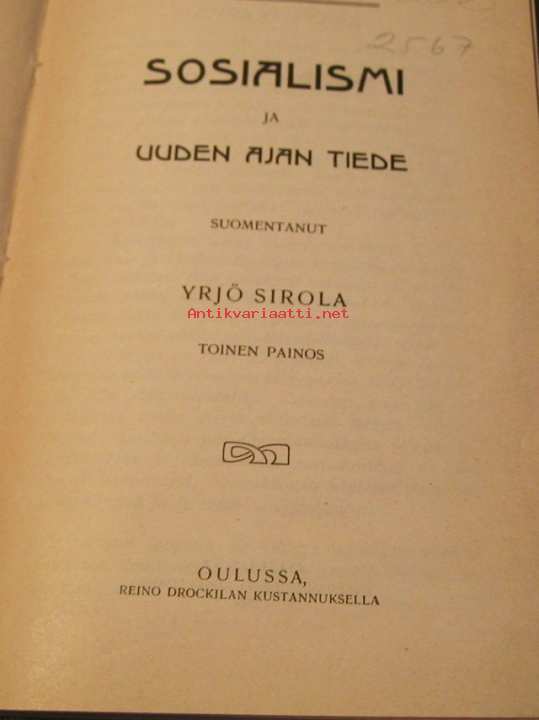 2567
SOSIALISMI
JA
UUDEN AJAN TIEDE
SUOMENTANUT
YRJÖ SIROLA
Antikvariaatti.net
TOINEN PAINOS
OULUSSA,
REINO DROCKILAN KUSTANNUKSELLA